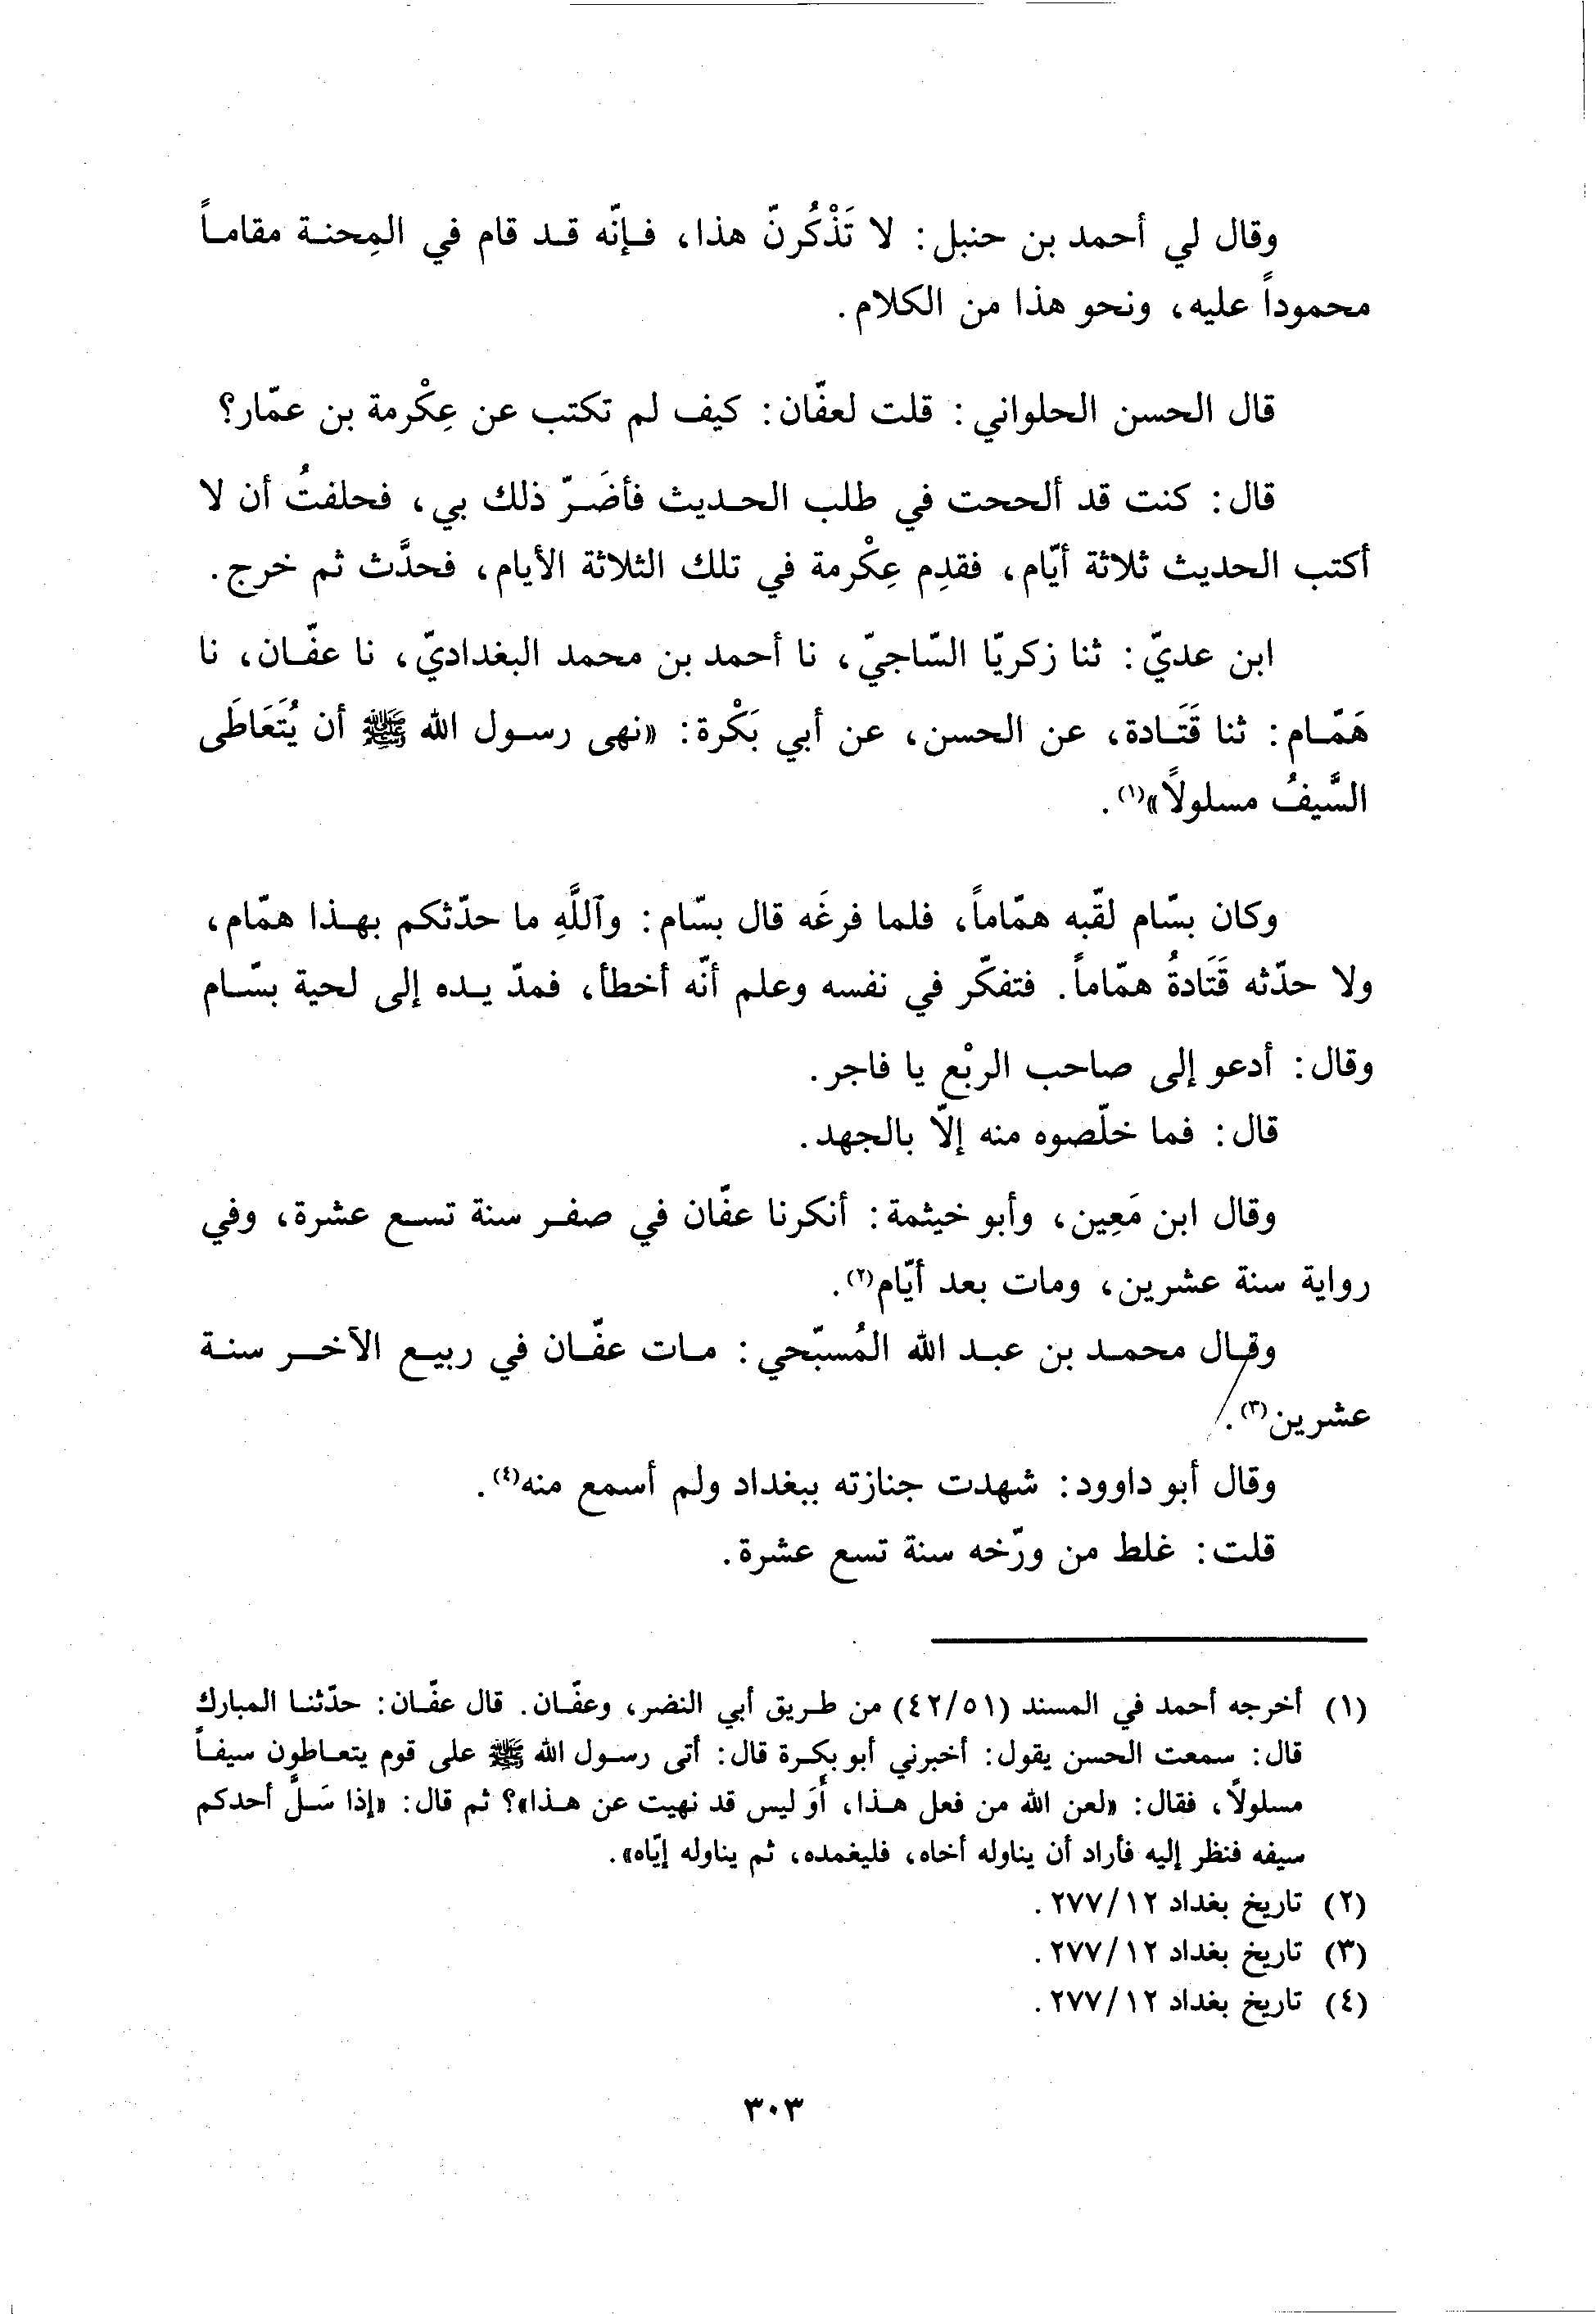 وقال لي أحمد بن حنبل: لا تَذْكُرنّ هذا، فإنّه قد قام في المِحنة مقاماً
محموداً عليه، ونحو هذا من الكلام.
قال الحسن الحلواني: قلت لعفّان: كيف لم تكتب عن عِكْرمة بن عمّار؟
قال: كنت قد ألححت في طلب الحديث فأضَرّ ذلك بي، فحلفتُ أن لا
أكتب الحديث ثلاثة أيّام، فقدِم عِكْرمة في تلك الثلاثة الأيام، فحدَّث ثم خرج.
ابن عديّ: ثنا زكريّا السّاجيّ، نا أحمد بن محمد البغداديّ، نا عفّان، نا
هَمّام: ثنا قَتَادة، عن الحسن، عن أبي بَكْرة: «نهى رسول الله ﷺ أن يُتَعَاطَى
السَّيفُ مسلولاً»(١).
وكان بسّام لقّبه همّاماً، فلما فرغَه قال بسّام: وٱللَّهِ ما حدّثكم بهذا همّام،
ولا حدّثه قَتَادةُ همّاماً. فتفكّر في نفسه وعلم أنّه أخطأ، فمدّ يده إلى لحية بسّام
وقال: أدعو إلى صاحب الربْع يا فاجر.
قال: فما خلّصوه منه إلّا بالجهد.
وقال ابن مَعِين، وأبو خيثمة: أنكرنا عفّان في صفر سنة تسع عشرة، وفي
رواية سنة عشرين، ومات بعد أيّام(٢).
وقال محمد بن عبد الله المُسبّحي: مات عفّان في ربيع الآخر سنة
عشرين(٣).
وقال أبو داوود: شهدت جنازته ببغداد ولم أسمع منه(٤).
قلت: غلط من ورّخه سنة تسع عشرة.
(١) أخرجه أحمد في المسند (٤٢/٥١) من طريق أبي النضر، وعفّان. قال عفّان: حدّثنا المبارك
قال: سمعت الحسن يقول: أخبرني أبو بكرة قال: أتى رسول الله ﷺ على قوم يتعاطون سيفاً
مسلولاً، فقال: «لعن الله من فعل هذا، أَوَ ليس قد نهيت عن هذا»؟ ثم قال: «إذا سَلَّ أحدكم
سيفه فنظر إليه فأراد أن يناوله أخاه، فليغمده، ثم يناوله إيّاه».
(٢) تاريخ بغداد ٢٧٧/١٢.
(٣) تاريخ بغداد ٢٧٧/١٢.
(٤) تاريخ بغداد ٢٧٧/١٢.
٣٠٣